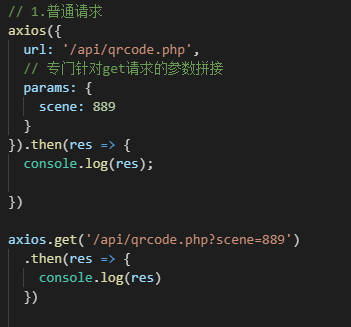 // 1.普通请求
axios({
  url: '/api/qrcode.php',
  // 专门针对get请求的参数拼接
  params: {
    scene: 889
  }
}).then(res => {
  console.log(res);
})
axios.get('/api/qrcode.php?scene=889')
  .then(res => {
    console.log(res)
  })